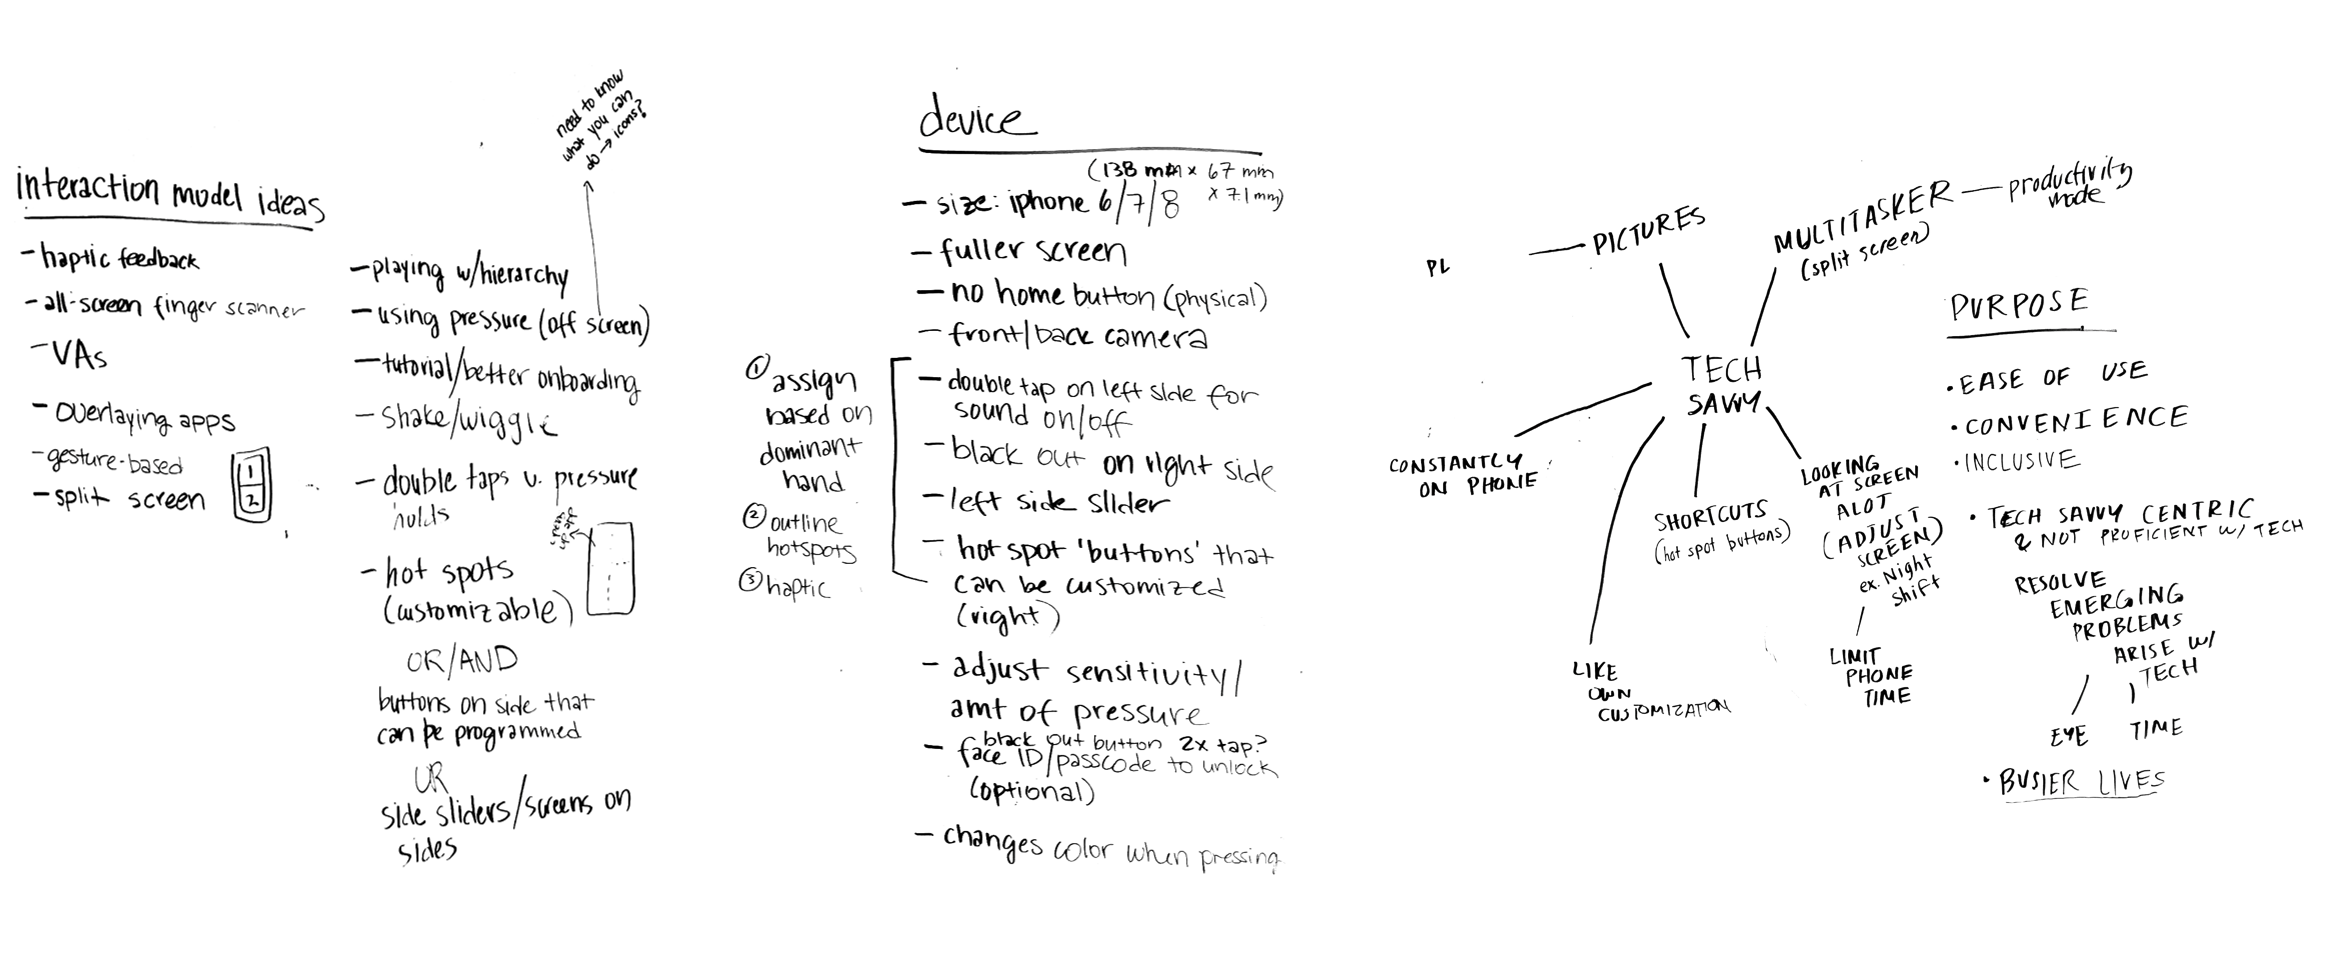 interaction model ideas
- haptic feedback
- all-screen finger scanner
- VAs
- overlaying apps
- gesture-based
- split screen
1
2
need to know
what you can
do → icons?
- playing w/hierarchy
- using pressure (off screen)
- tutorial/better onboarding
- shake/wiggle
- double taps v. pressure
holds
- hot spots
(customizable)
OR/AND
buttons on side that
can be programmed
OR
side sliders/screens on
sides
device
(138 mm x 67 mm
x 7.1 mm)
- size: iphone 6/7/8
- fuller screen
- no home button (physical)
- front/back camera
- double tap on left side for
sound on/off
- black out on right side
- left side slider
- hot spot 'buttons' that
can be customized
(right)
① assign
based on
dominant
hand
② outline
hotspots
③ haptic
- adjust sensitivity/
amt of pressure
black out button 2x tap?
- face ID/passcode to unlock
(optional)
- changes color when pressing
PL
— PICTURES
MULTITASKER — productivity
mode
(split screen)
TECH
SAVVY
CONSTANTLY
ON PHONE
LIKE
OWN
CUSTOMIZATION
SHORTCUTS
(hot spot buttons)
LOOKING
AT SCREEN
ALOT
(ADJUST
SCREEN)
ex. Night
shift
LIMIT
PHONE
TIME
PURPOSE
• EASE OF USE
• CONVENIENCE
• INCLUSIVE
• TECH SAVVY CENTRIC
& NOT PROFICIENT W/ TECH
RESOLVE
EMERGING
PROBLEMS
ARISE W/
TECH
EYE
TIME
• BUSIER LIVES